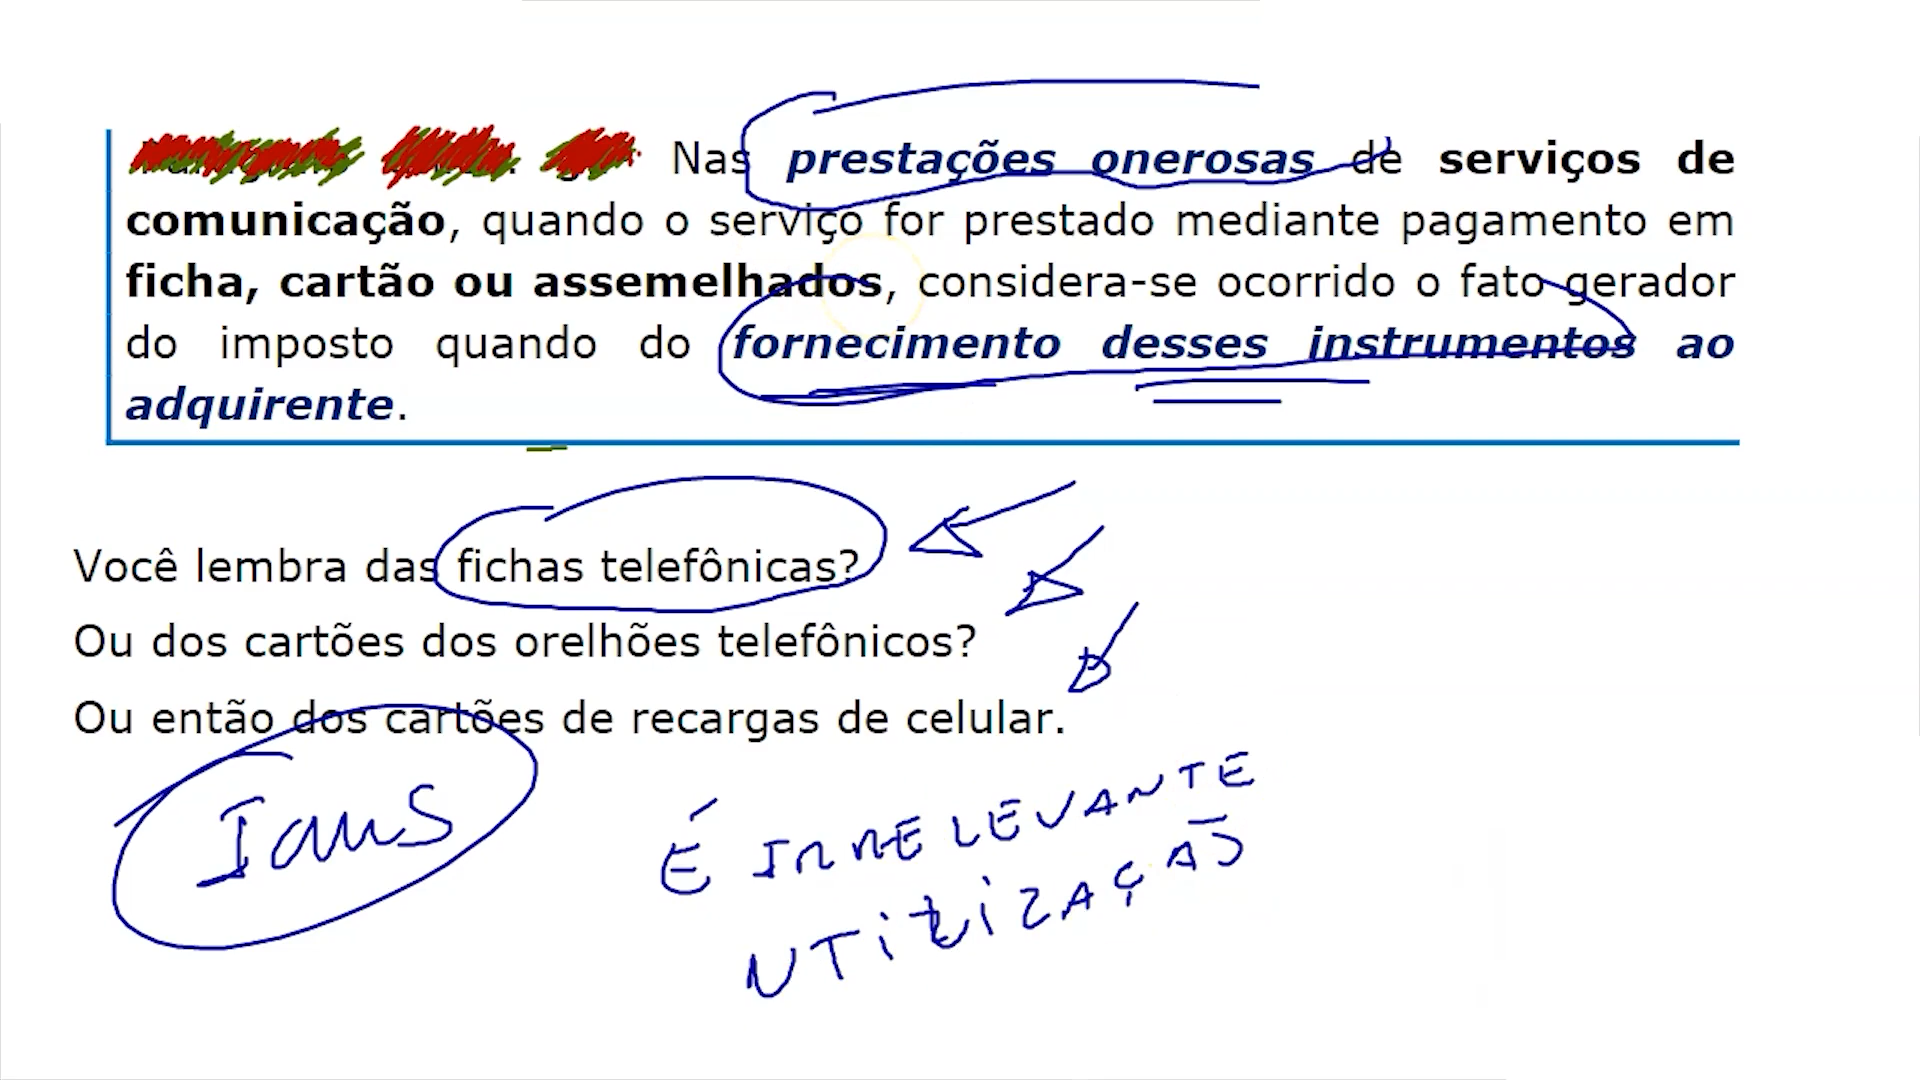 Nas prestações onerosas de serviços de
comunicação, quando o serviço for prestado mediante pagamento em
ficha, cartão ou assemelhados, considera-se ocorrido o fato gerador
do imposto quando do fornecimento desses instrumentos ao
adquirente.
Você lembra das fichas telefônicas?
Ou dos cartões dos orelhões telefônicos?
Ou então dos cartões de recargas de celular.
É IRRELEVANTE
UTILIZAÇÃO